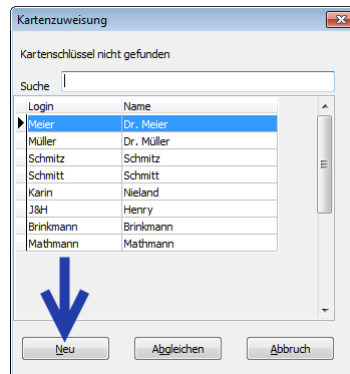 Kartenzuweisung
Kartenschlüssel nicht gefunden
Suche
Login Name
Meier Dr. Meier
Müller Dr. Müller
Schmitz Schmitz
Schmitt Schmitt
Karin Nieland
J&H Henry
Brinkmann Brinkmann
Mathmann Mathmann
Neu Abgleichen Abbruch